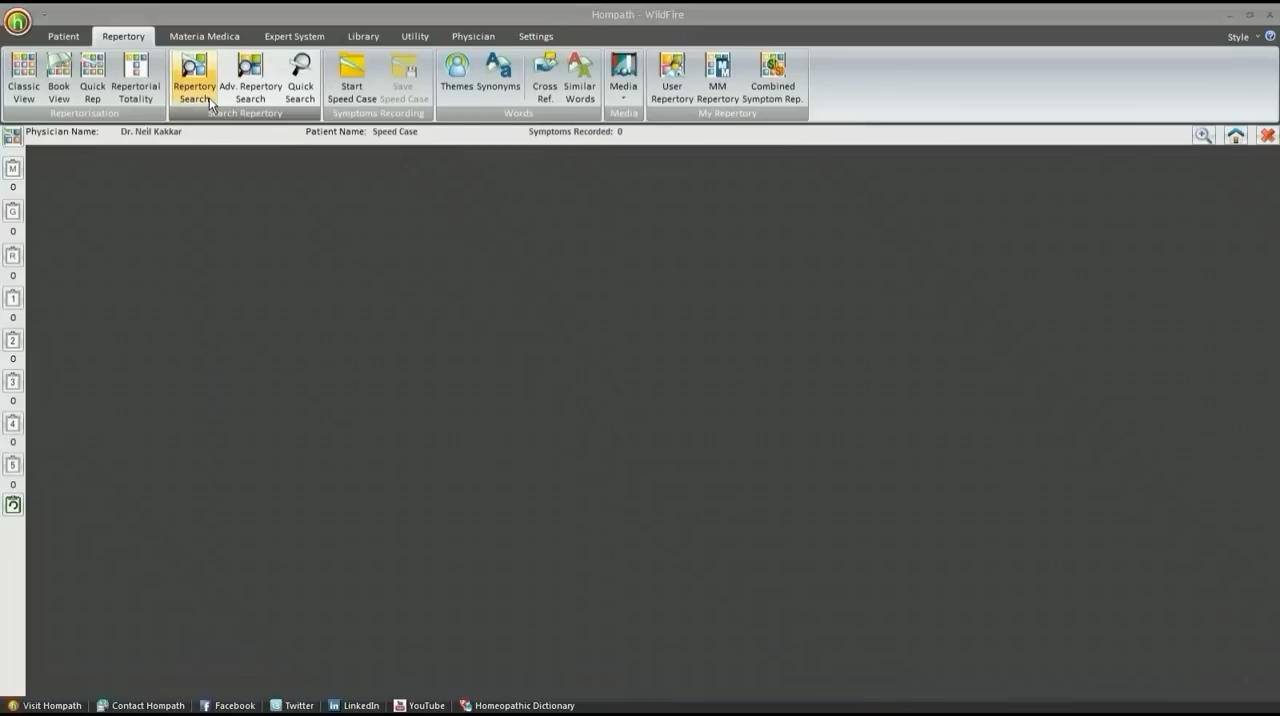 Hompath - WildFire
Patient Repertory Materia Medica Expert System Library Utility Physician Settings Style
Classic View
Book View
Quick Rep
Repertorial Totality
Repertory Search
Adv. Repertory Search
Quick Search
Start Speed Case
Save Speed Case
Themes
Synonyms
Cross Ref.
Similar Words
Media
User Repertory
MM Repertory
Combined Symptom Rep.
Repertorisation Search Repertory Symptoms Recording Words Media My Repertory
Physician Name: Dr. Neil Kakkar Patient Name: Speed Case Symptoms Recorded: 0
M
0
G
0
R
0
1
0
2
0
3
0
4
0
5
0
Visit Hompath Contact Hompath Facebook Twitter LinkedIn YouTube Homeopathic Dictionary